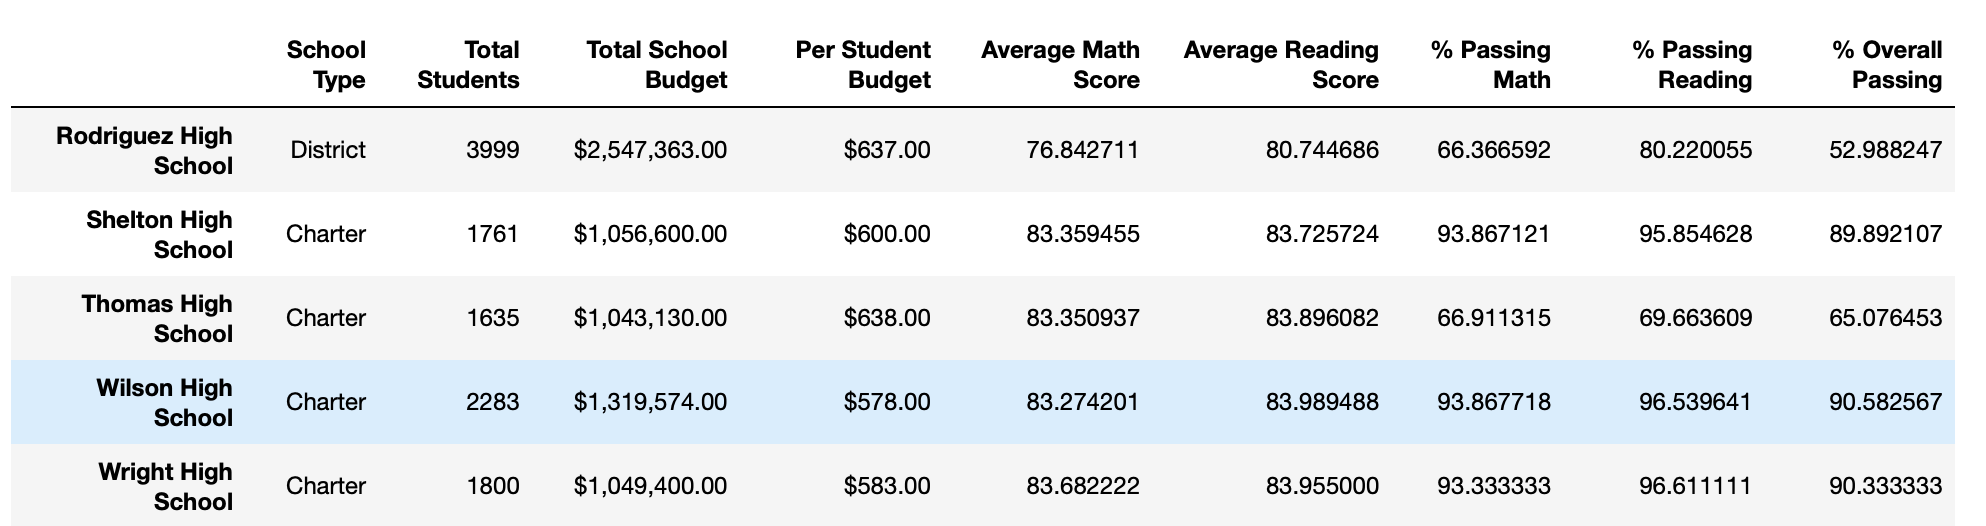 School Type Total Students Total School Budget Per Student Budget Average Math Score Average Reading Score % Passing Math % Passing Reading % Overall Passing
Rodriguez High School District 3999 $2,547,363.00 $637.00 76.842711 80.744686 66.366592 80.220055 52.988247
Shelton High School Charter 1761 $1,056,600.00 $600.00 83.359455 83.725724 93.867121 95.854628 89.892107
Thomas High School Charter 1635 $1,043,130.00 $638.00 83.350937 83.896082 66.911315 69.663609 65.076453
Wilson High School Charter 2283 $1,319,574.00 $578.00 83.274201 83.989488 93.867718 96.539641 90.582567
Wright High School Charter 1800 $1,049,400.00 $583.00 83.682222 83.955000 93.333333 96.611111 90.333333